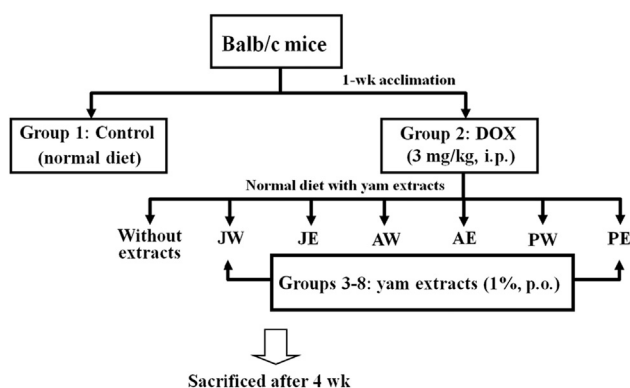 Balb/c mice
1-wk acclimation
Group 1: Control
(normal diet)
Group 2: DOX
(3 mg/kg, i.p.)
Normal diet with yam extracts
Without
extracts
JW
JE
AW
AE
PW
PE
Groups 3-8: yam extracts (1%, p.o.)
Sacrificed after 4 wk